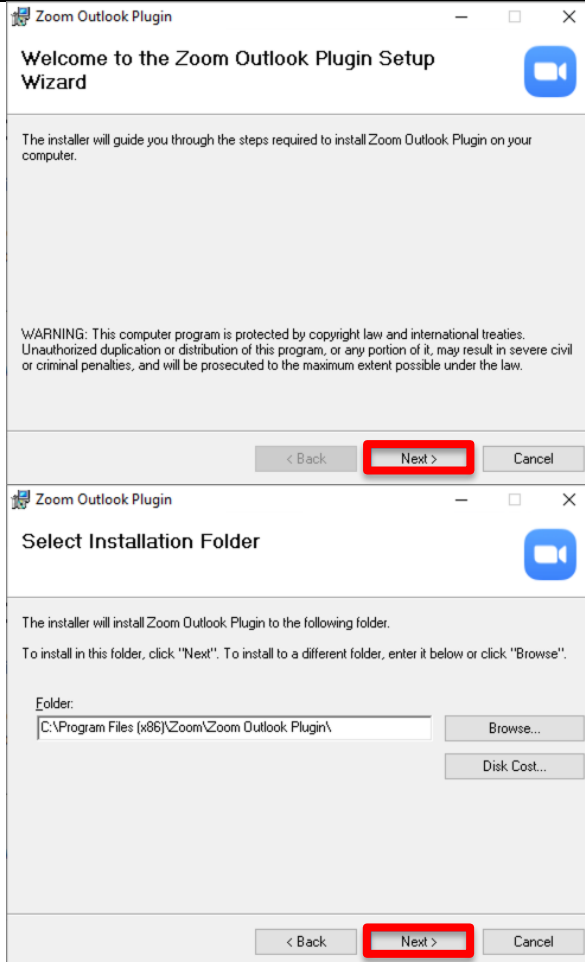 Zoom Outlook Plugin
Welcome to the Zoom Outlook Plugin Setup
Wizard
The installer will guide you through the steps required to install Zoom Outlook Plugin on your
computer.
WARNING: This computer program is protected by copyright law and international treaties.
Unauthorized duplication or distribution of this program, or any portion of it, may result in severe civil
or criminal penalties, and will be prosecuted to the maximum extent possible under the law.
< Back Next > Cancel
Zoom Outlook Plugin
Select Installation Folder
The installer will install Zoom Outlook Plugin to the following folder.
To install in this folder, click "Next". To install to a different folder, enter it below or click "Browse".
Folder:
C:\Program Files (x86)\Zoom\Zoom Outlook Plugin\ Browse...
Disk Cost...
< Back Next > Cancel